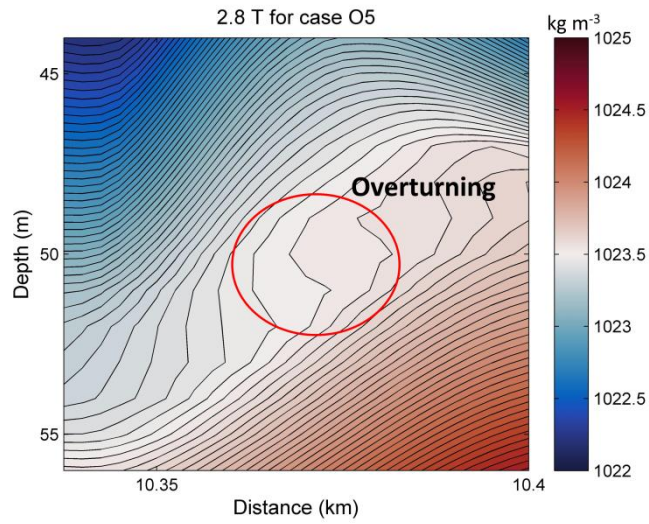 2.8 T for case O5
kg m⁻³
45
50
55
Depth (m)
Overturning
10.35
10.4
Distance (km)
1025
1024.5
1024
1023.5
1023
1022.5
1022